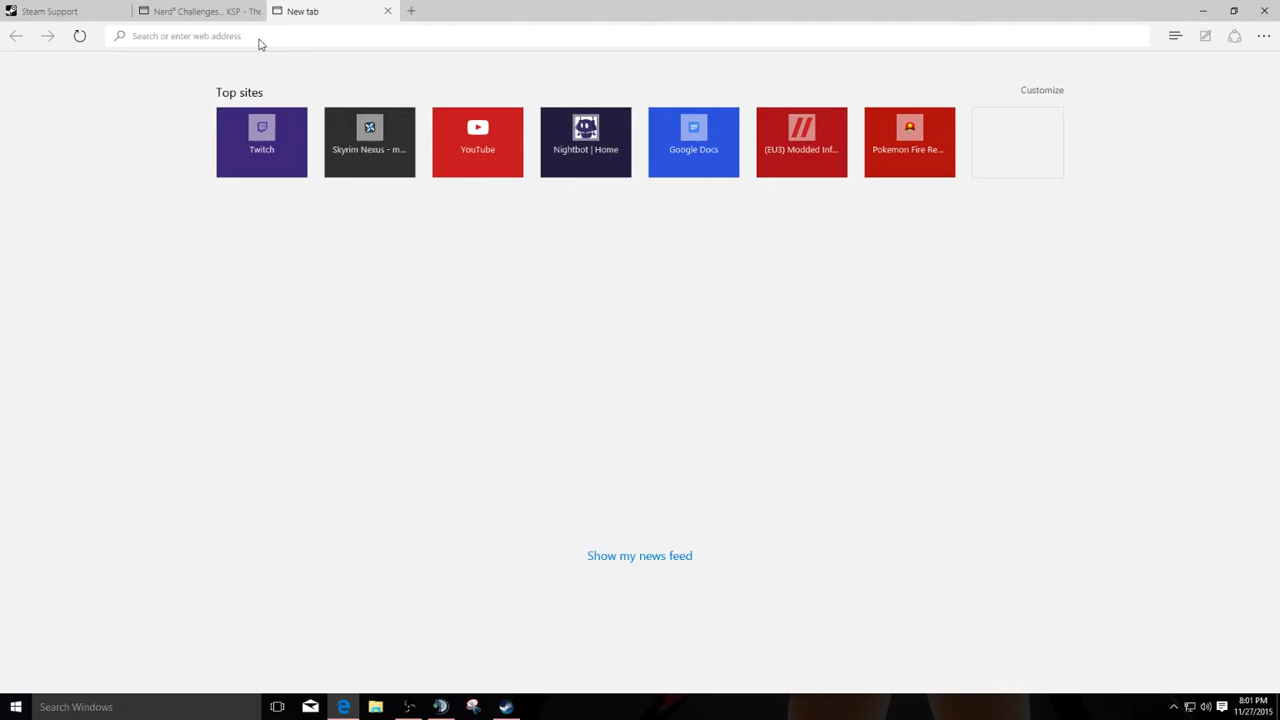 Steam Support
Nerd³ Challenges... KSP - The
New tab
Search or enter web address
Top sites
Customize
Twitch
Skyrim Nexus - m...
YouTube
Nightbot | Home
Google Docs
(EU3) Modded Inf...
Pokemon Fire Re...
Show my news feed
Search Windows
8:01 PM
11/27/2015